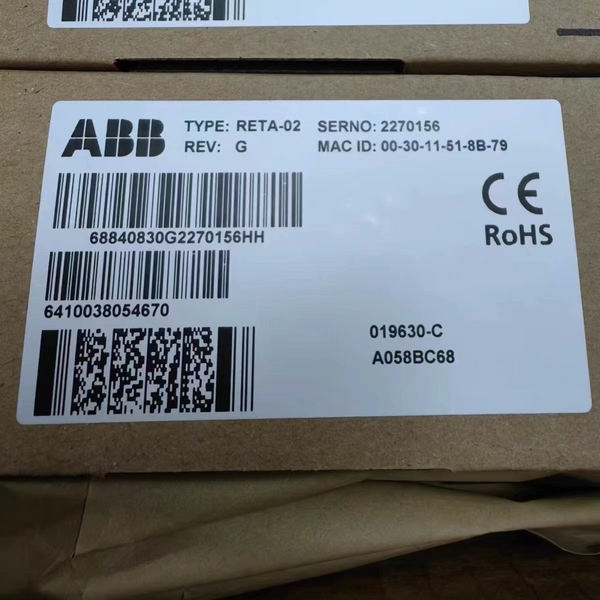 ABB
TYPE: RETA-02 SERNO: 2270156
REV: G MAC ID: 00-30-11-51-8B-79
CE
RoHS
68840830G2270156HH
6410038054670
019630-C
A058BC68